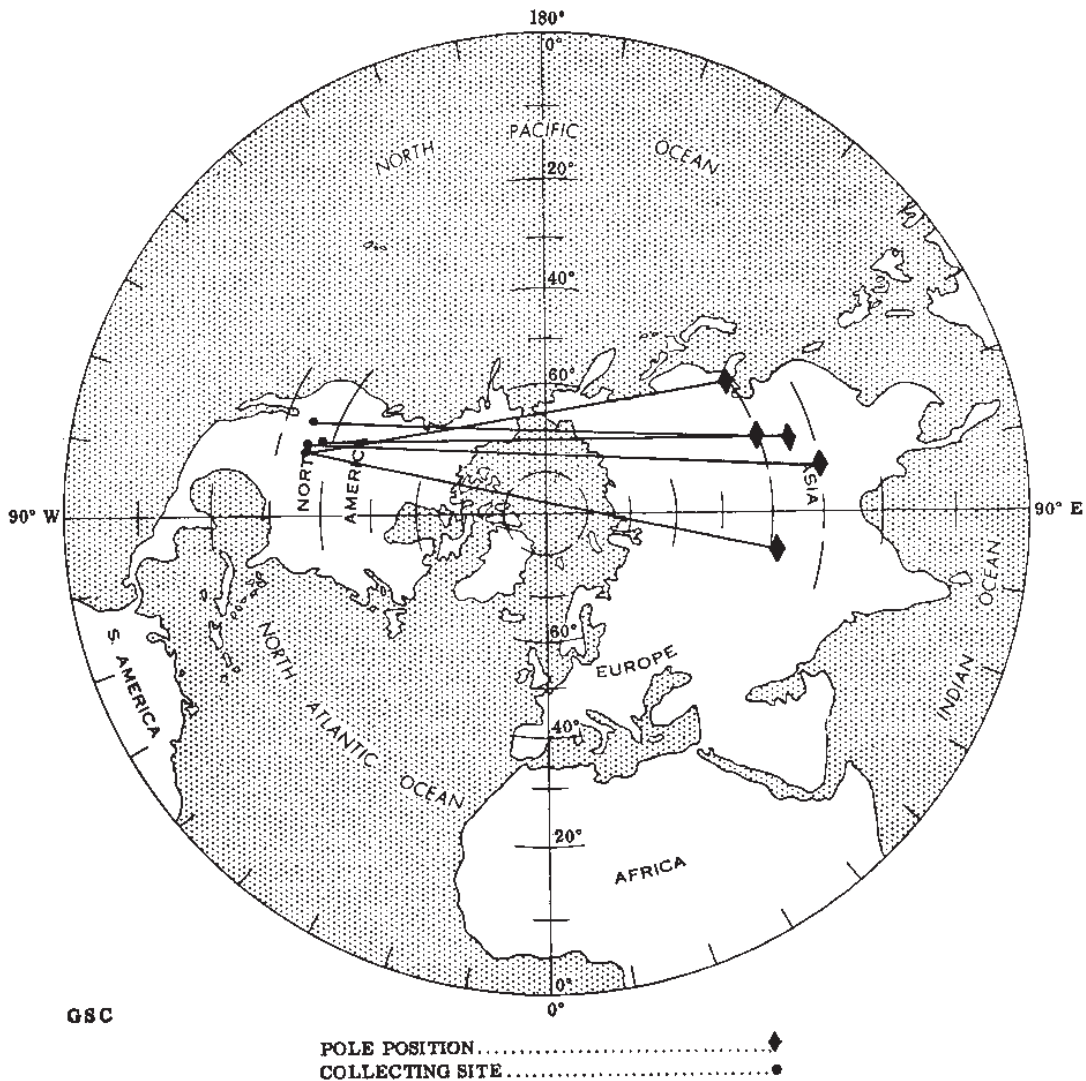 180°
0°
NORTH PACIFIC OCEAN
20°
40°
60°
NORTH AMERICA
ASIA
90° W
90° E
60°
EUROPE
S. AMERICA
NORTH ATLANTIC OCEAN
INDIAN OCEAN
40°
20°
AFRICA
0°
0°
GSC
POLE POSITION
COLLECTING SITE